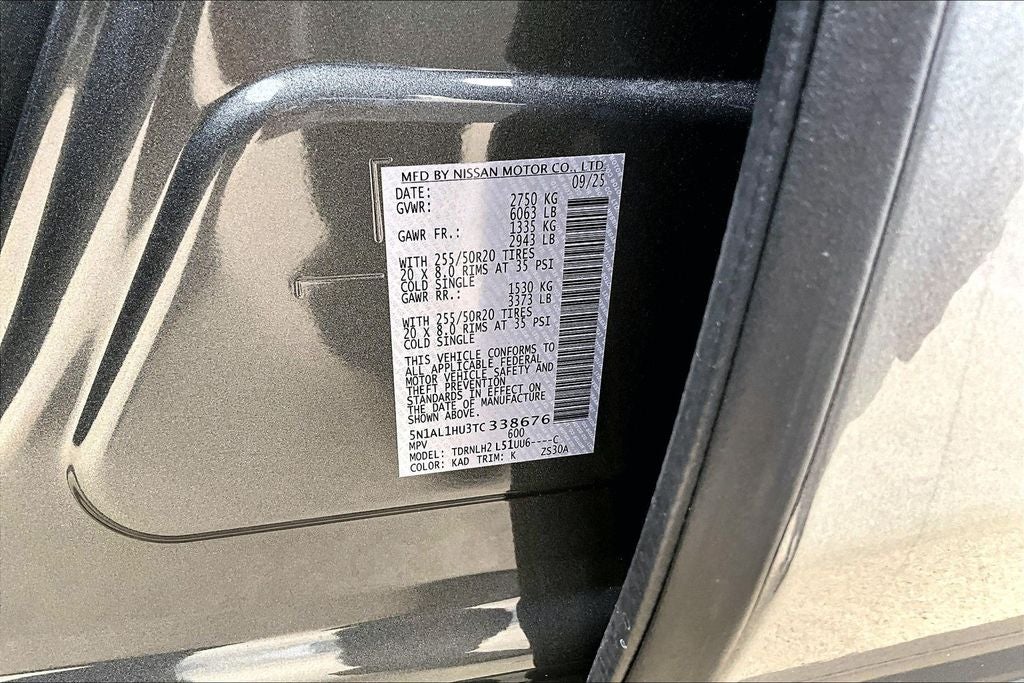 MFD BY NISSAN MOTOR CO., LTD.
DATE: 09/25
GVWR: 2750 KG
6063 LB
GAWR FR.: 1335 KG
2943 LB
WITH 255/50R20 TIRES
20 X 8.0 RIMS AT 35 PSI
COLD SINGLE
GAWR RR.: 1530 KG
3373 LB
WITH 255/50R20 TIRES
20 X 8.0 RIMS AT 35 PSI
COLD SINGLE
THIS VEHICLE CONFORMS TO
ALL APPLICABLE FEDERAL
MOTOR VEHICLE SAFETY AND
THEFT PREVENTION
STANDARDS IN EFFECT ON
THE DATE OF MANUFACTURE
SHOWN ABOVE.
5N1AL1HU3TC338676
MPV 600
MODEL: TDRNLH2 L51UU6----C
COLOR: KAD TRIM: K ZS30A